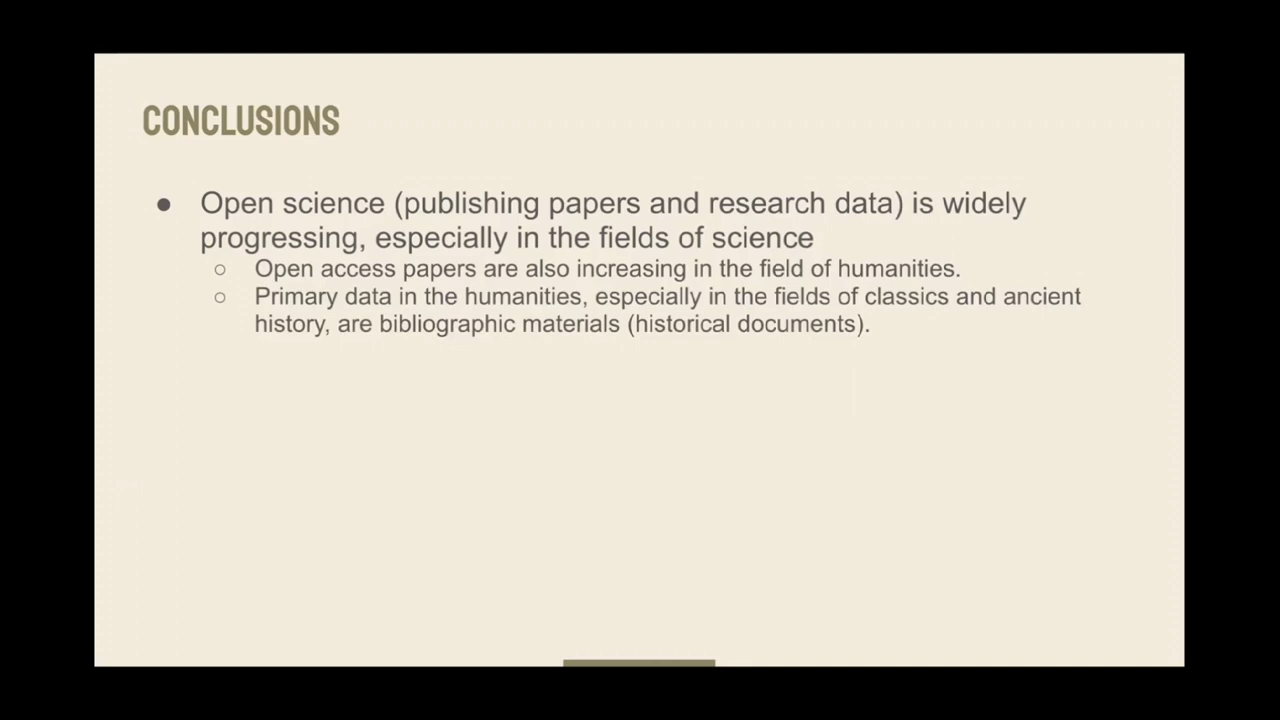 CONCLUSIONS
● Open science (publishing papers and research data) is widely
progressing, especially in the fields of science
○ Open access papers are also increasing in the field of humanities.
○ Primary data in the humanities, especially in the fields of classics and ancient
history, are bibliographic materials (historical documents).